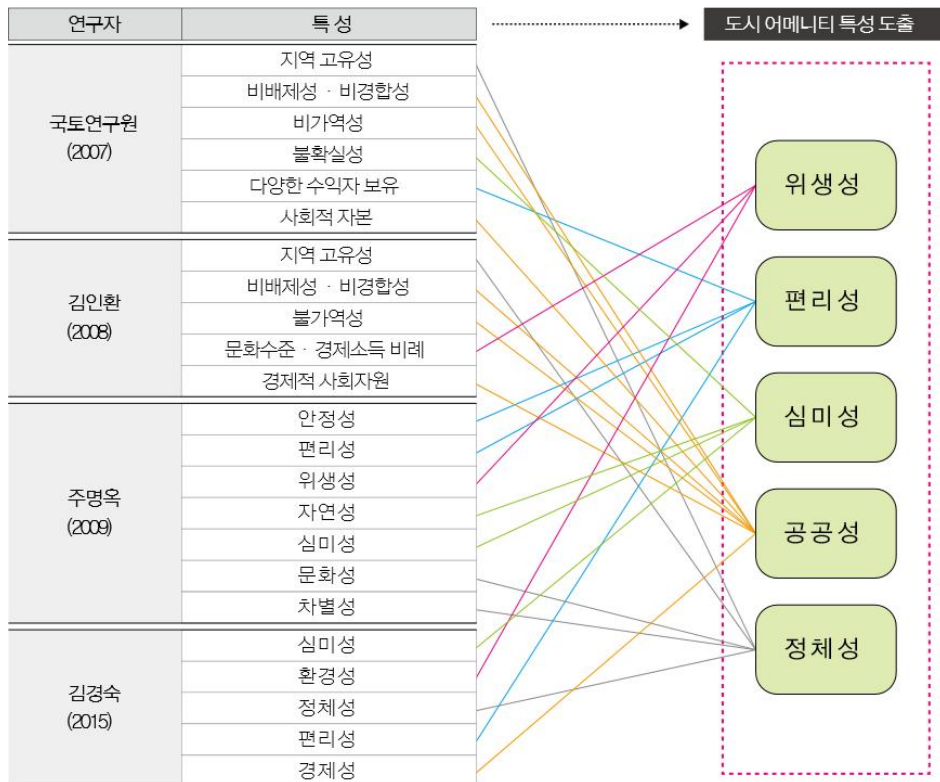 연구자
특 성
도시 어메니티 특성 도출
국토연구원
(2007)
지역 고유성
비배제성 · 비경합성
비가역성
불확실성
다양한 수익자 보유
사회적 자본
김인환
(2008)
지역 고유성
비배제성 · 비경합성
불가역성
문화수준 · 경제소득 비례
경제적 사회자원
주명옥
(2009)
안정성
편리성
위생성
자연성
심미성
문화성
차별성
김경숙
(2015)
심미성
환경성
정체성
편리성
경제성
위생성
편리성
심미성
공공성
정체성